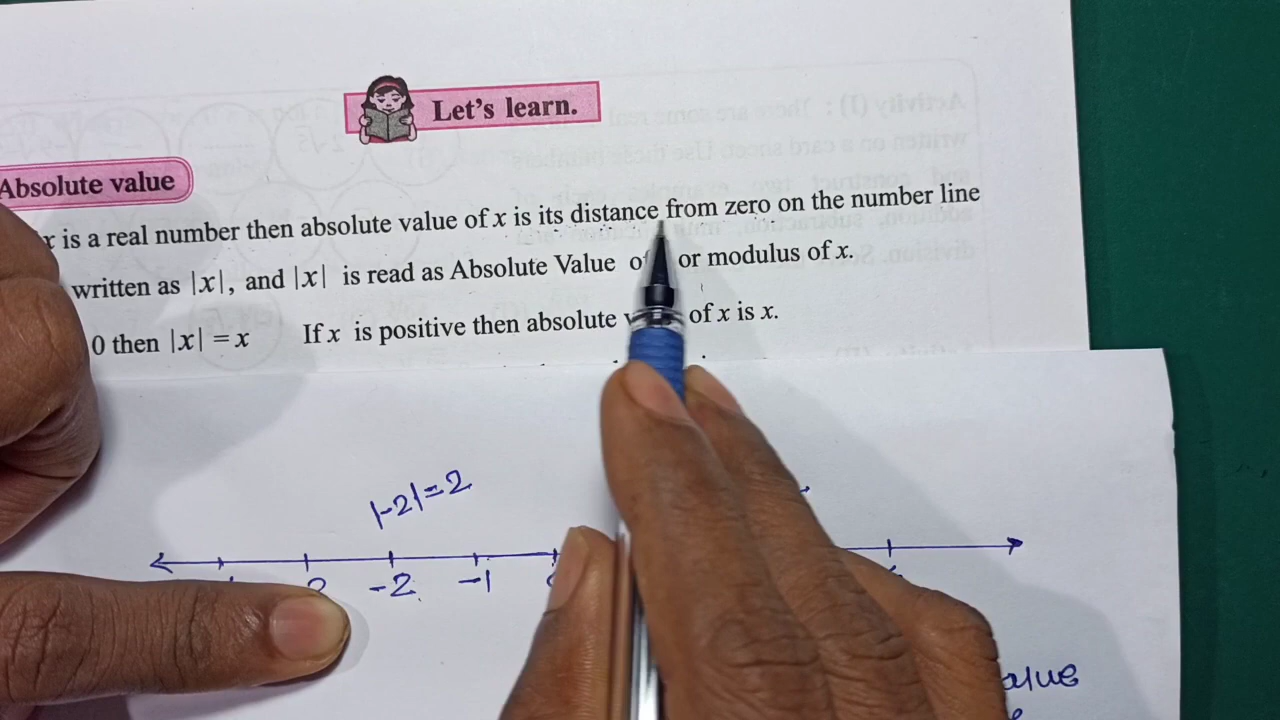 Let's learn.
Absolute value
x is a real number then absolute value of x is its distance from zero on the number line
written as |x|, and |x| is read as Absolute Value or modulus of x.
0 then |x| = x If x is positive then absolute of x is x.
|-2|=2
-2 -1